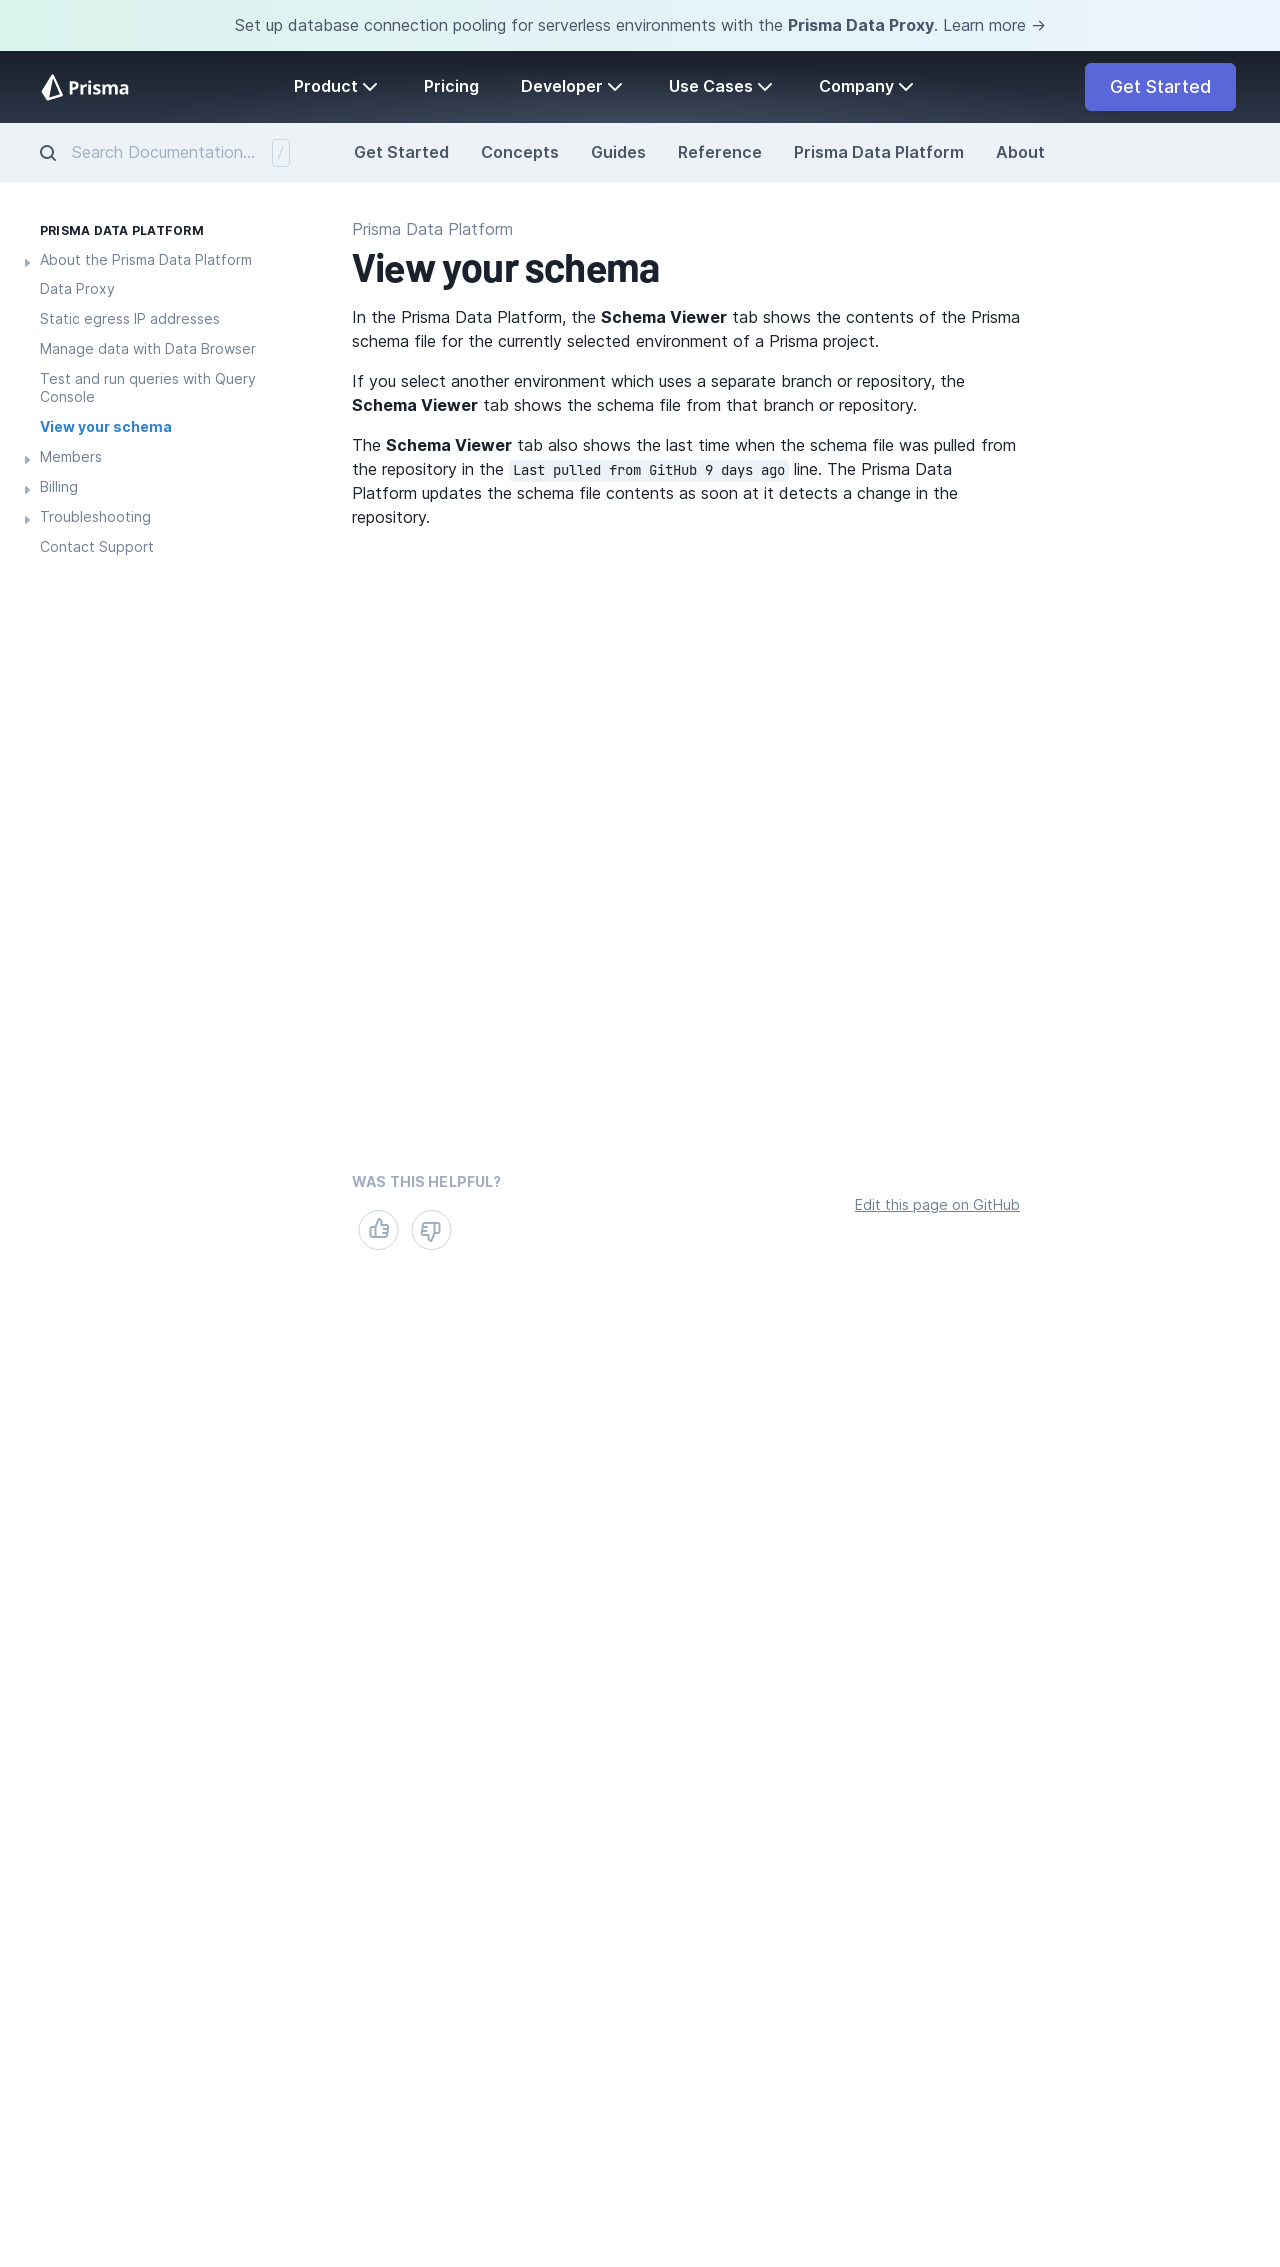 Set up database connection pooling for serverless environments with the Prisma Data Proxy. Learn more →
Prisma
Product
Pricing
Developer
Use Cases
Company
Get Started
Search Documentation...
/
Get Started
Concepts
Guides
Reference
Prisma Data Platform
About
PRISMA DATA PLATFORM
About the Prisma Data Platform
Data Proxy
Static egress IP addresses
Manage data with Data Browser
Test and run queries with Query
Console
View your schema
Members
Billing
Troubleshooting
Contact Support
Prisma Data Platform
View your schema
In the Prisma Data Platform, the Schema Viewer tab shows the contents of the Prisma
schema file for the currently selected environment of a Prisma project.
If you select another environment which uses a separate branch or repository, the
Schema Viewer tab shows the schema file from that branch or repository.
The Schema Viewer tab also shows the last time when the schema file was pulled from
the repository in the Last pulled from GitHub 9 days ago line. The Prisma Data
Platform updates the schema file contents as soon at it detects a change in the
repository.
WAS THIS HELPFUL?
Edit this page on GitHub